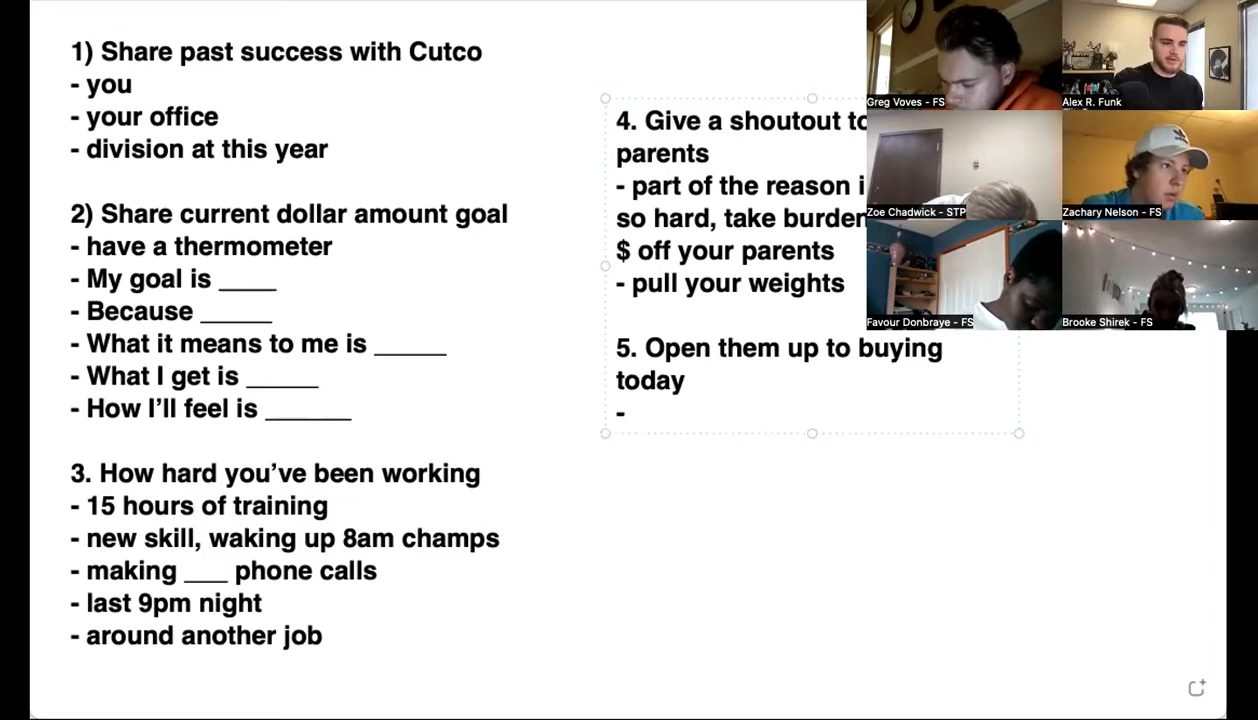 1) Share past success with Cutco
- you
- your office
- division at this year
2) Share current dollar amount goal
- have a thermometer
- My goal is ____
- Because _____
- What it means to me is _____
- What I get is _____
- How I’ll feel is ______
3. How hard you’ve been working
- 15 hours of training
- new skill, waking up 8am champs
- making ___ phone calls
- last 9pm night
- around another job
4. Give a shoutout to
parents
- part of the reason i
so hard, take burden
$ off your parents
- pull your weights
5. Open them up to buying
today
-
Greg Voves - FS
Alex R. Funk
Zoe Chadwick - STP
Zachary Nelson - FS
Favour Donbraye - FS
Brooke Shirek - FS